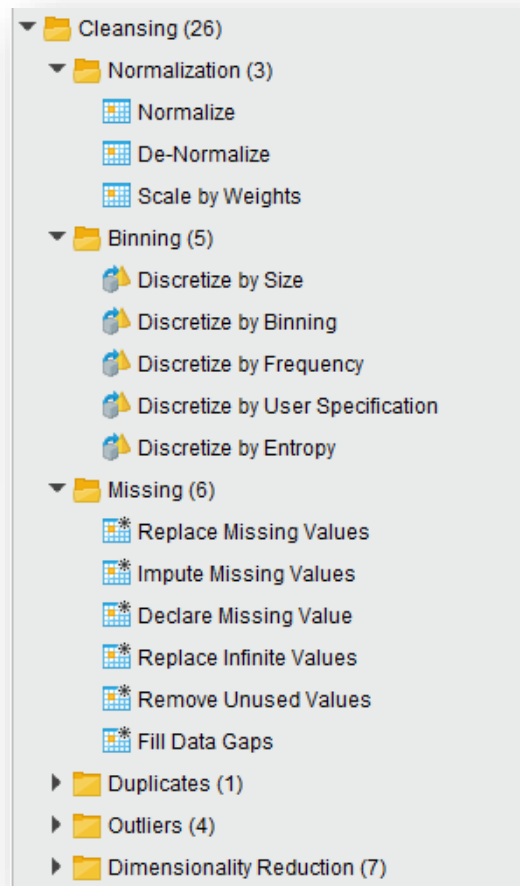 Cleansing (26)
Normalization (3)
Normalize
De-Normalize
Scale by Weights
Binning (5)
Discretize by Size
Discretize by Binning
Discretize by Frequency
Discretize by User Specification
Discretize by Entropy
Missing (6)
Replace Missing Values
Impute Missing Values
Declare Missing Value
Replace Infinite Values
Remove Unused Values
Fill Data Gaps
Duplicates (1)
Outliers (4)
Dimensionality Reduction (7)